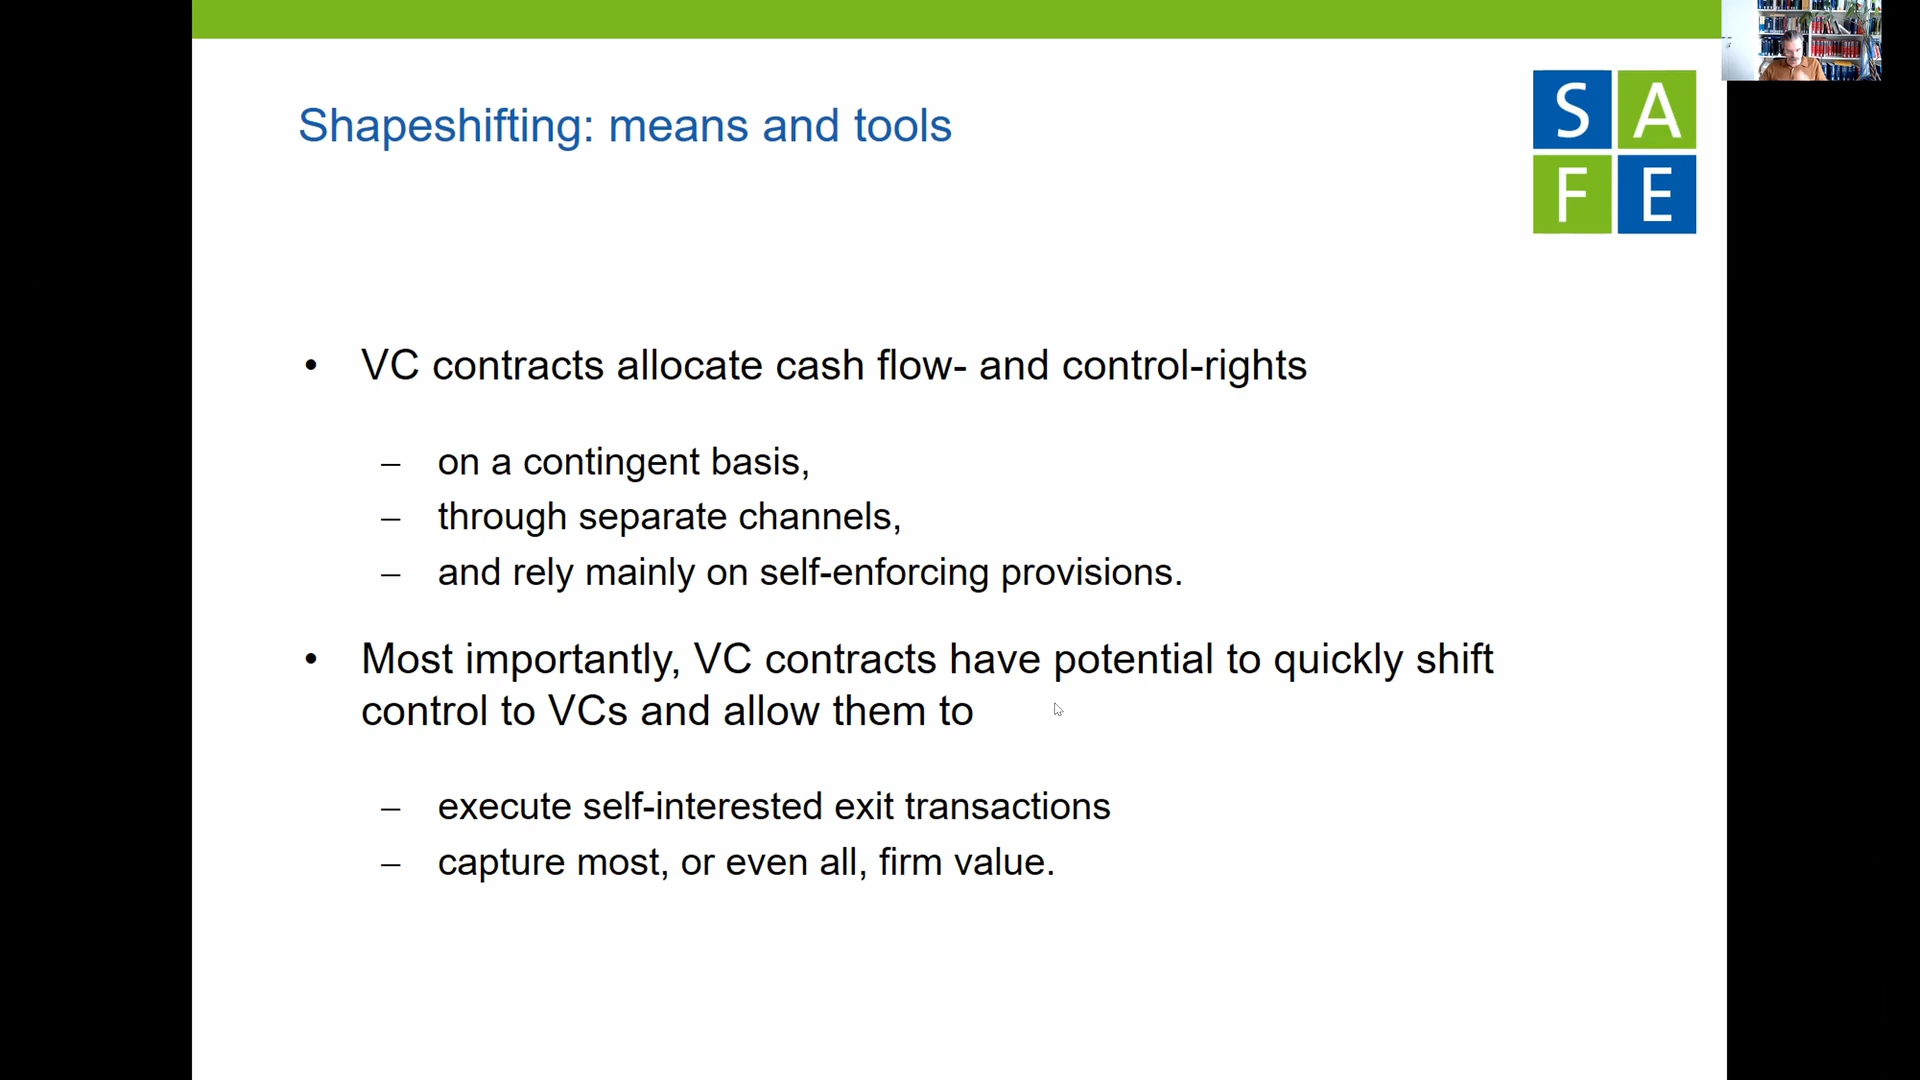 Shapeshifting: means and tools
S A
F E
• VC contracts allocate cash flow- and control-rights
– on a contingent basis,
– through separate channels,
– and rely mainly on self-enforcing provisions.
• Most importantly, VC contracts have potential to quickly shift
control to VCs and allow them to
– execute self-interested exit transactions
– capture most, or even all, firm value.